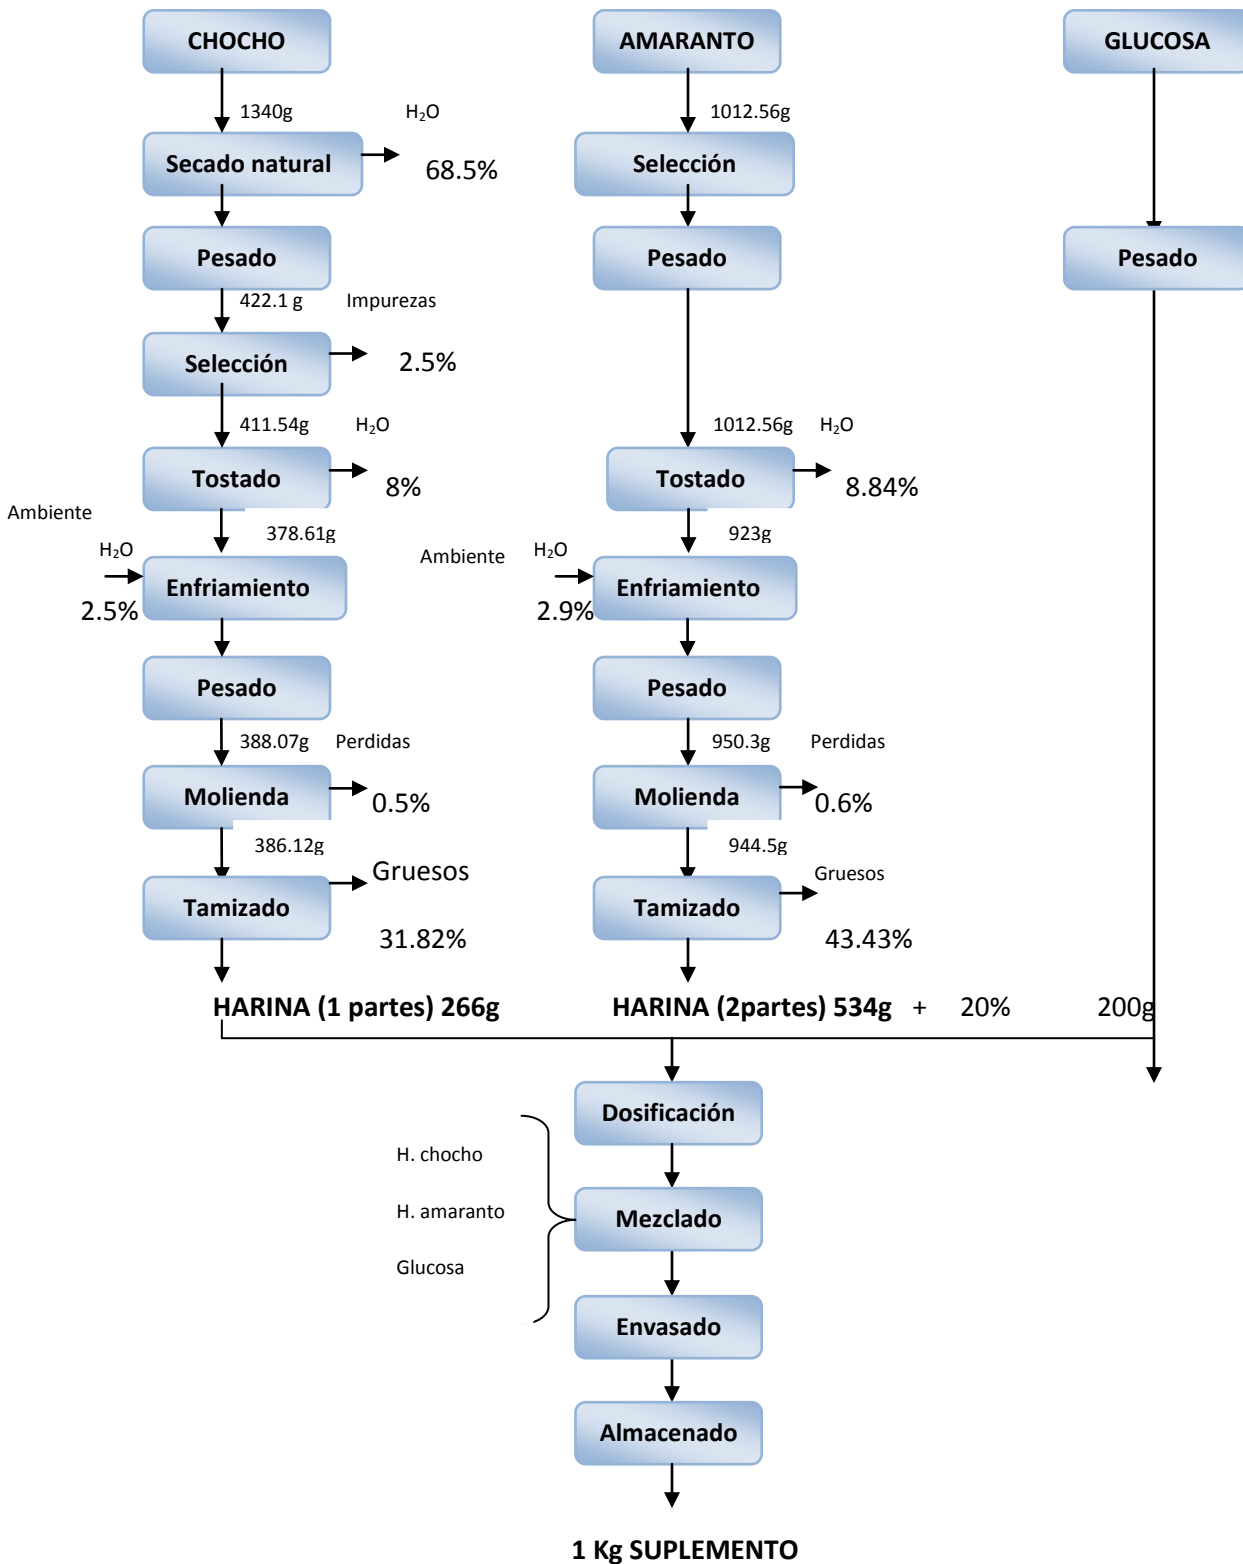 CHOCHO
AMARANTO
GLUCOSA
1340g
H₂O
1012.56g
Secado natural
68.5%
Selección
Pesado
Pesado
Pesado
422.1 g
Impurezas
Selección
2.5%
411.54g
H₂O
1012.56g
H₂O
Tostado
8%
Tostado
8.84%
Ambiente
378.61g
923g
H₂O
Ambiente
H₂O
Enfriamiento
Enfriamiento
2.5%
2.9%
Pesado
Pesado
388.07g
Perdidas
950.3g
Perdidas
Molienda
0.5%
Molienda
0.6%
386.12g
944.5g
Gruesos
Gruesos
Tamizado
Tamizado
31.82%
43.43%
HARINA (1 partes) 266g
HARINA (2partes) 534g + 20% 200g
Dosificación
H. chocho
H. amaranto
Mezclado
Glucosa
Envasado
Almacenado
1 Kg SUPLEMENTO